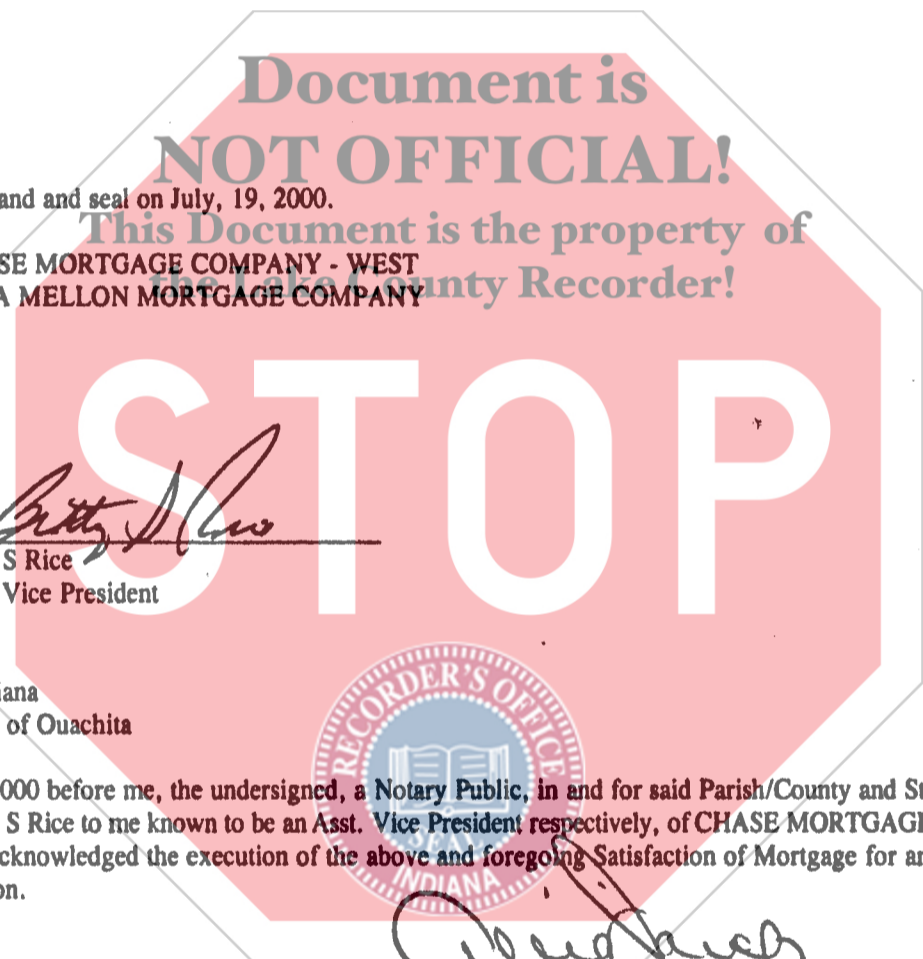 Document is
NOT OFFICIAL!
and and seal on July, 19, 2000.
This Document is the property of
SE MORTGAGE COMPANY - WEST
the Lake County Recorder!
A MELLON MORTGAGE COMPANY
STOP
S Rice
S Rice
Vice President
iana
of Ouachita
RECORDER'S OFFICE
000 before me, the undersigned, a Notary Public, in and for said Parish/County and
S Rice to me known to be an Asst. Vice President respectively, of CHASE MORTGAG
cknowledged the execution of the above and foregoing Satisfaction of Mortgage for
on.
SEAL
INDIANA